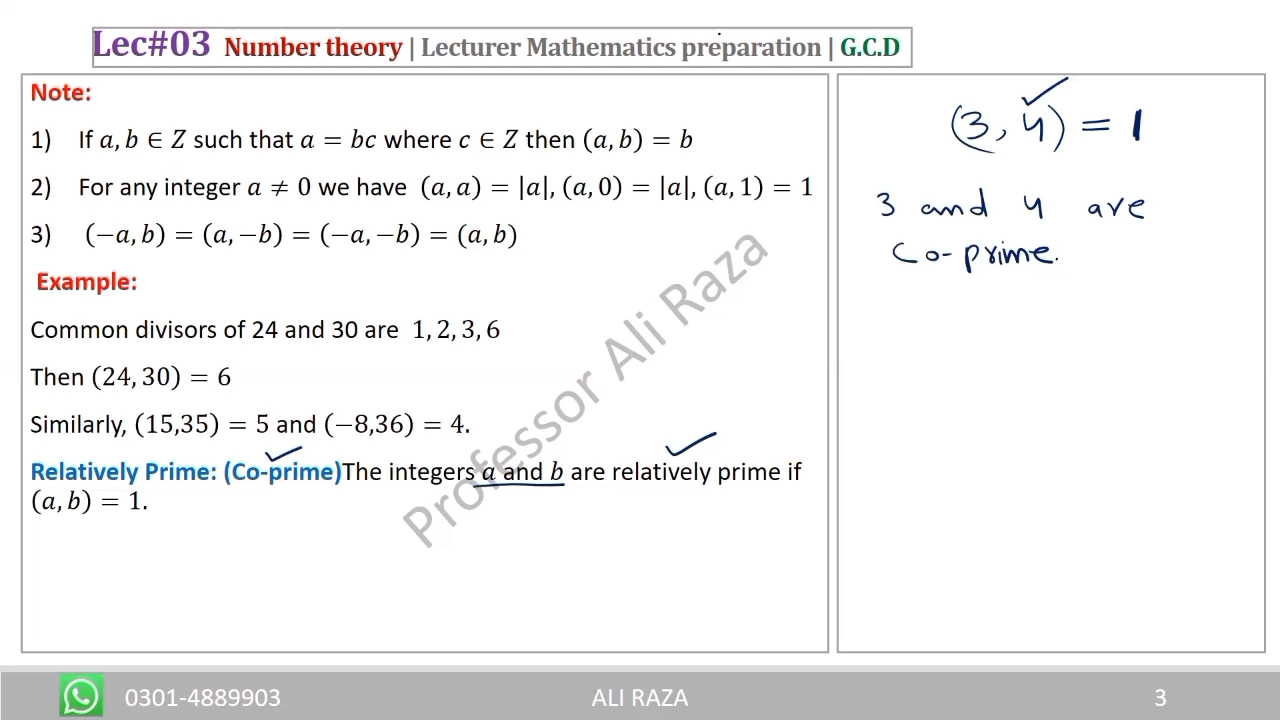 Lec#03 Number theory | Lecturer Mathematics preparation | G.C.D
Note:
1) If a, b ∈ Z such that a = bc where c ∈ Z then (a, b) = b
2) For any integer a ≠ 0 we have (a, a) = |a|, (a, 0) = |a|, (a, 1) = 1
3) (−a, b) = (a, −b) = (−a, −b) = (a, b)
Example:
Common divisors of 24 and 30 are 1, 2, 3, 6
Then (24, 30) = 6
Similarly, (15,35) = 5 and (−8,36) = 4.
Relatively Prime: (Co-prime)The integers a and b are relatively prime if
(a, b) = 1.
Professor Ali Raza
(3, 4) = 1
3 and 4 are
Co-prime.
0301-4889903 ALI RAZA 3